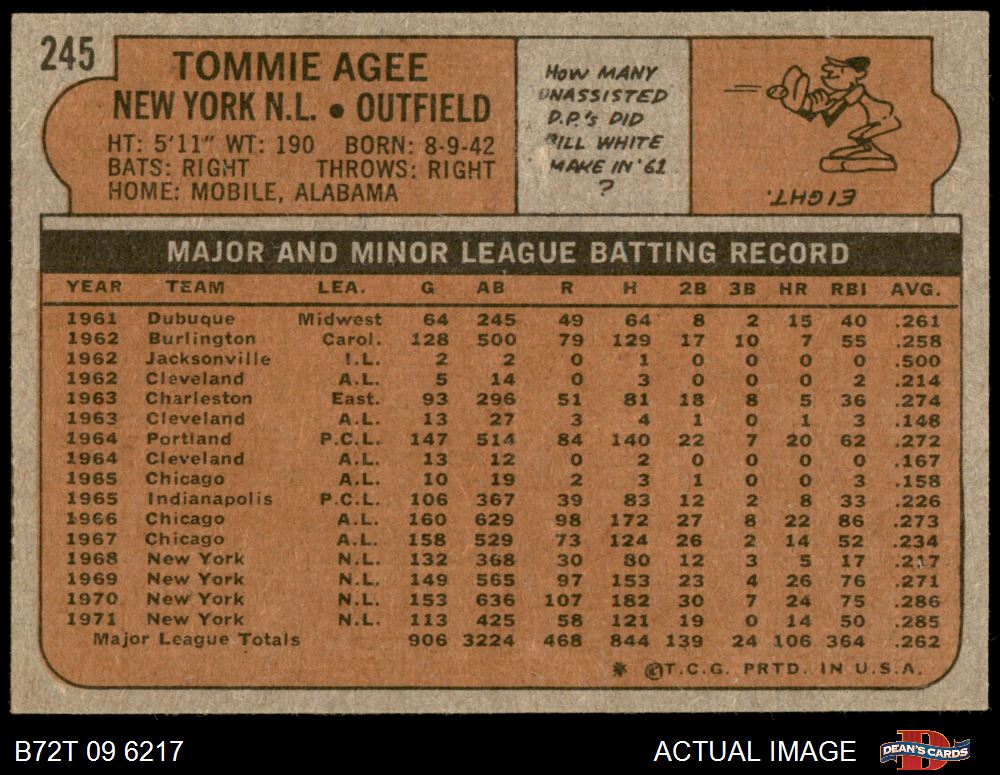 245
TOMMIE AGEE
NEW YORK N.L. • OUTFIELD
HT: 5'11" WT: 190 BORN: 8-9-42
BATS: RIGHT THROWS: RIGHT
HOME: MOBILE, ALABAMA
HOW MANY
UNASSISTED
D.P.'s DID
BILL WHITE
MAKE IN '61
?
EIGHT.
MAJOR AND MINOR LEAGUE BATTING RECORD
YEAR TEAM LEA. G AB R H 2B 3B HR RBI AVG.
1961 Dubuque Midwest 64 245 49 64 8 2 15 40 .261
1962 Burlington Carol. 128 500 79 129 17 10 7 55 .258
1962 Jacksonville I.L. 2 2 0 1 0 0 0 0 .500
1962 Cleveland A.L. 5 14 0 3 0 0 0 2 .214
1963 Charleston East. 93 296 51 81 18 8 5 36 .274
1963 Cleveland A.L. 13 27 3 4 1 0 1 3 .148
1964 Portland P.C.L. 147 514 84 140 22 7 20 62 .272
1964 Cleveland A.L. 13 12 0 2 0 0 0 0 .167
1965 Chicago A.L. 10 19 2 3 1 0 0 3 .158
1965 Indianapolis P.C.L. 106 367 39 83 12 2 8 33 .226
1966 Chicago A.L. 160 629 98 172 27 8 22 86 .273
1967 Chicago A.L. 158 529 73 124 26 2 14 52 .234
1968 New York N.L. 132 368 30 80 12 3 5 17 .217
1969 New York N.L. 149 565 97 153 23 4 26 76 .271
1970 New York N.L. 153 636 107 182 30 7 24 75 .286
1971 New York N.L. 113 425 58 121 19 0 14 50 .285
Major League Totals 906 3224 468 844 139 24 106 364 .262
* ©T.C.G. PRTD. IN U.S.A.
B72T 09 6217 ACTUAL IMAGE DEAN'S CARDS